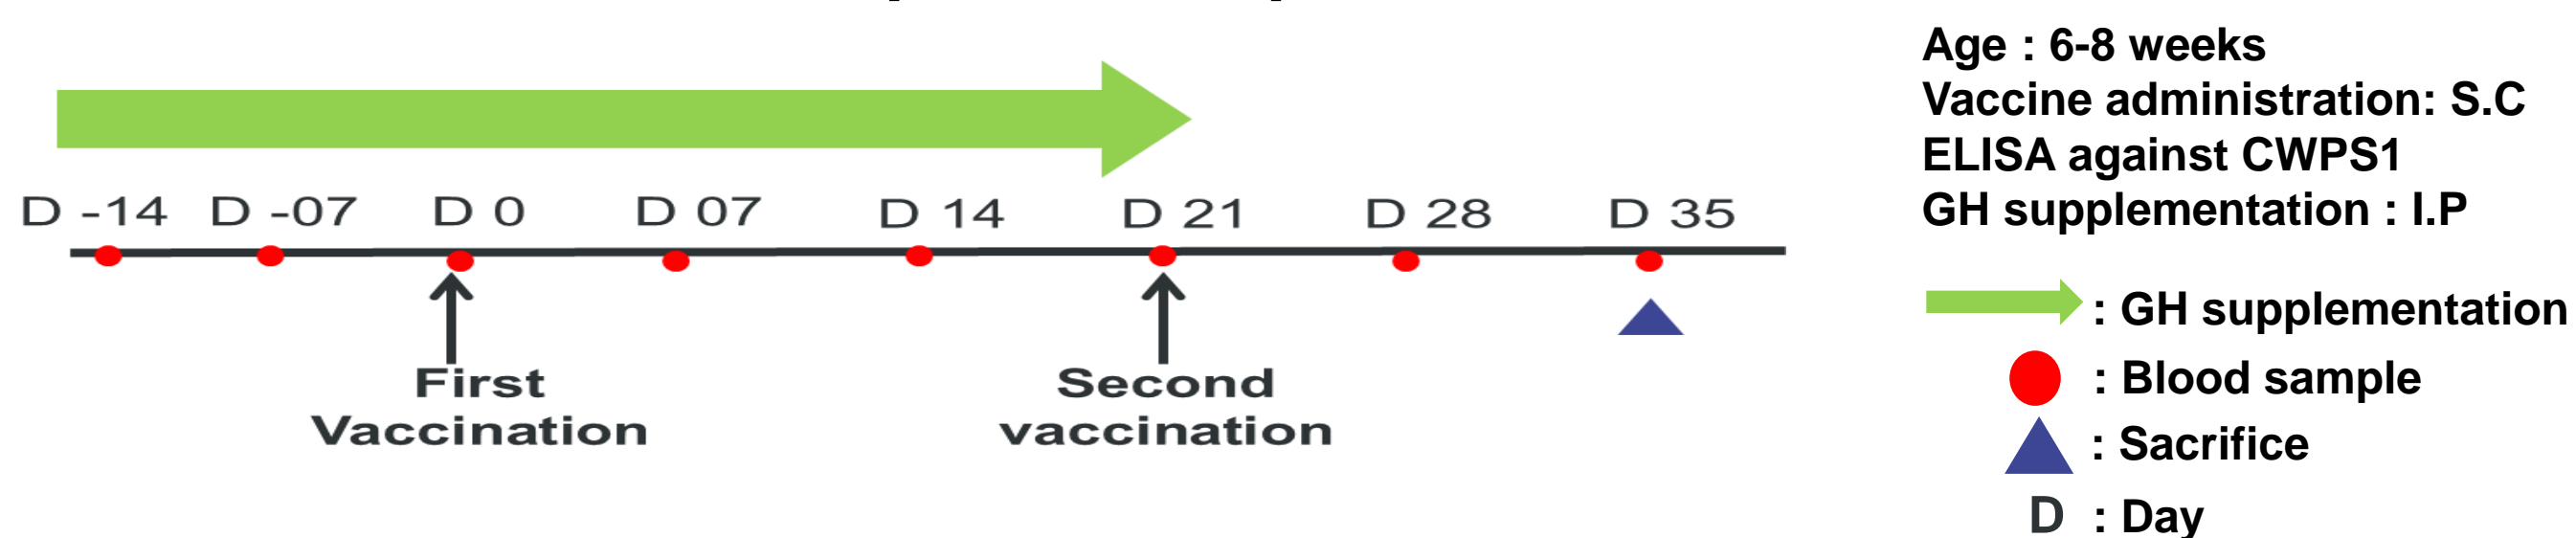 D -14 D -07 D 0 D 07 D 14 D 21 D 28 D 35
First
Vaccination
Second
vaccination
Age : 6-8 weeks
Vaccine administration: S.C
ELISA against CWPS1
GH supplementation : I.P
: GH supplementation
: Blood sample
: Sacrifice
D : Day